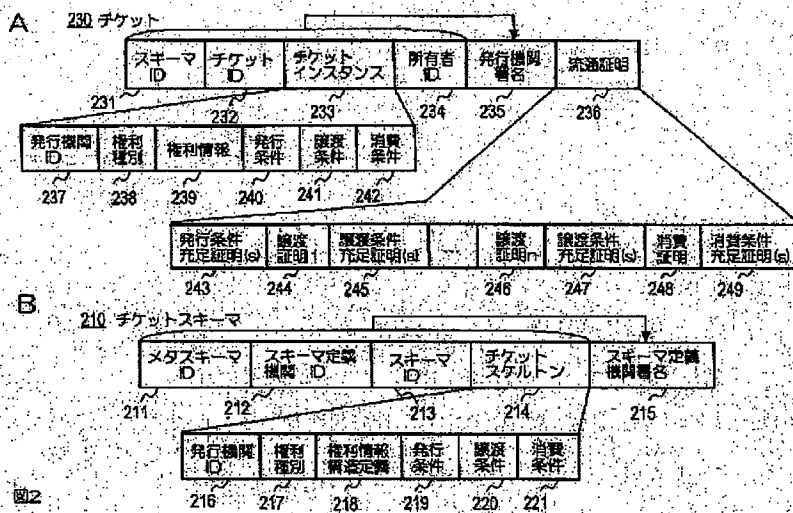 A
230 チケット
スキーマ ID チケット ID チケット インスタンス 所有者 ID 発行機関 署名 流通証明
231 232 233 234 235 236
発行機関 ID 権利 種別 権利情報 発行 条件 譲渡 条件 消費 条件
237 238 239 240 241 242
発行条件 充足証明(s) 譲渡 証明1 譲渡条件 充足証明(s) ... 譲渡 証明n 譲渡条件 充足証明(s) 消費 証明 消費条件 充足証明(s)
243 244 245 246 247 248 249
B
210 チケットスキーマ
メタスキーマ ID スキーマ定義 機関 ID スキーマ ID チケット スケルトン スキーマ定義 機関署名
211 212 213 214 215
発行機関 ID 権利 種別 権利情報 構造定義 発行 条件 譲渡 条件 消費 条件
216 217 218 219 220 221
図2